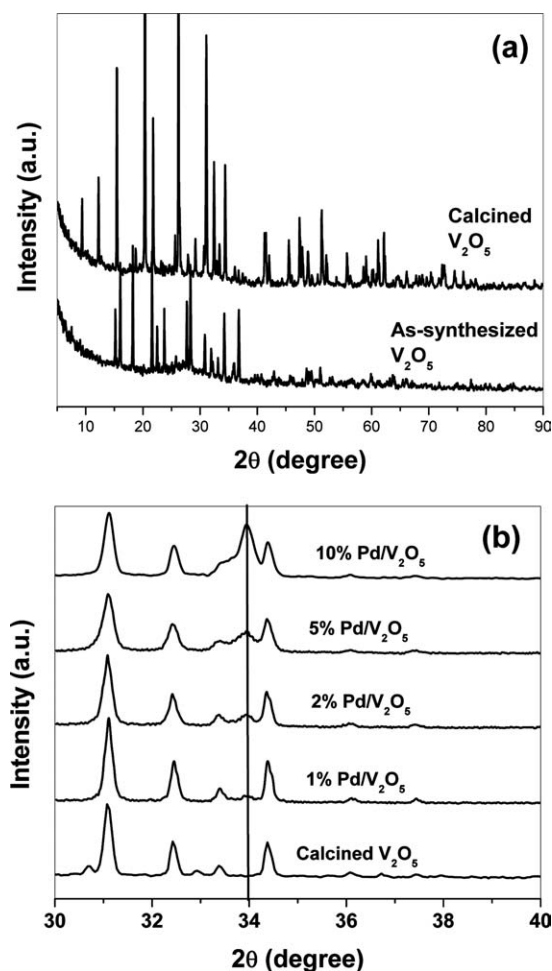 (a)
Intensity (a.u.)
Calcined
V₂O₅
As-synthesized
V₂O₅
10 20 30 40 50 60 70 80 90
2θ (degree)
(b)
Intensity (a.u.)
10% Pd/V₂O₅
5% Pd/V₂O₅
2% Pd/V₂O₅
1% Pd/V₂O₅
Calcined V₂O₅
30 32 34 36 38 40
2θ (degree)